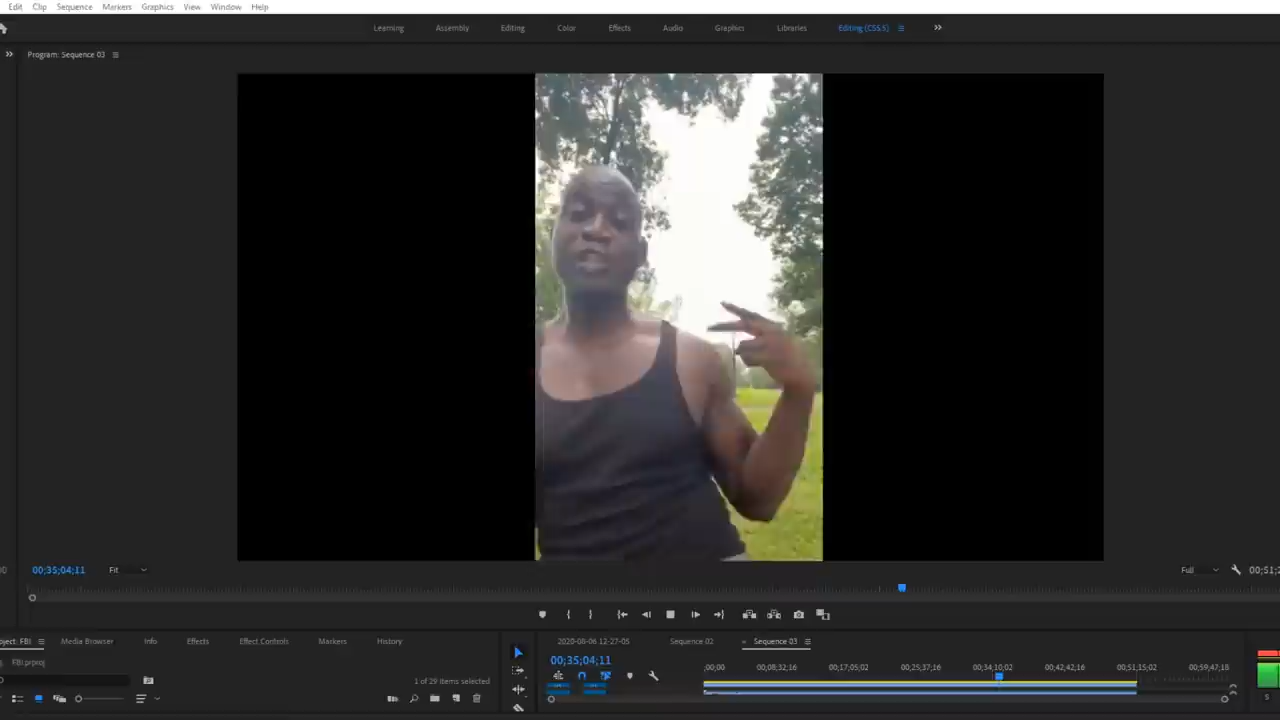 Edit Clip Sequence Markers Graphics View Window Help
Learning Assembly Editing Color Effects Audio Graphics Libraries Editing (CS5.5)
Program: Sequence 03
00;35;04;11 Fit Full
Media Browser Info Effects Effect Controls Markers History
2020-08-06 12-27-05 Sequence 02 Sequence 03
FBI.prproj
00;35;04;11
;00;00 00;08;32;16 00;17;05;02 00;25;37;16 00;34;10;02 00;42;42;16 00;51;15;02 00;59;47;18
1 of 29 items selected
S